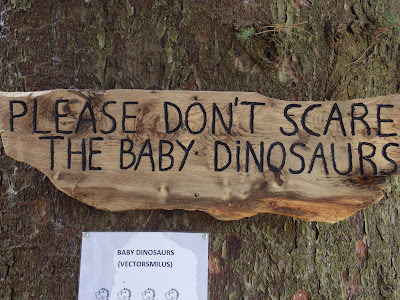 PLEASE DON'T SCARE
THE BABY DINOSAURS
BABY DINOSAURS
(VECTORSMILUS)